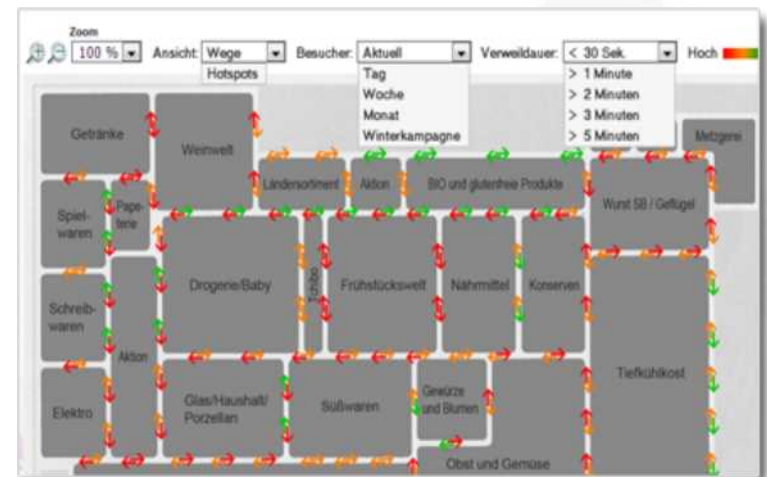 Zoom
100 % Ansicht: Wege Besucher: Aktuell Verweildauer: < 30 Sek. Hoch
Hotspots Tag > 1 Minute
Woche > 2 Minuten
Monat > 3 Minuten
Winterkampagne > 5 Minuten
Getränke
Weinwelt
Metzgerei
Ländersortiment
Aktion
BIO und glutenfreie Produkte
Wurst SB / Geflügel
Spiel-
waren
Pape-
terie
Drogerie/Baby
Tchibo
Frühstückswelt
Nährmittel
Konserven
Schreib-
waren
Aktion
Tiefkühlkost
Elektro
Glas/Haushalt/
Porzellan
Süßwaren
Gewürze
und Blumen
Obst und Gemüse